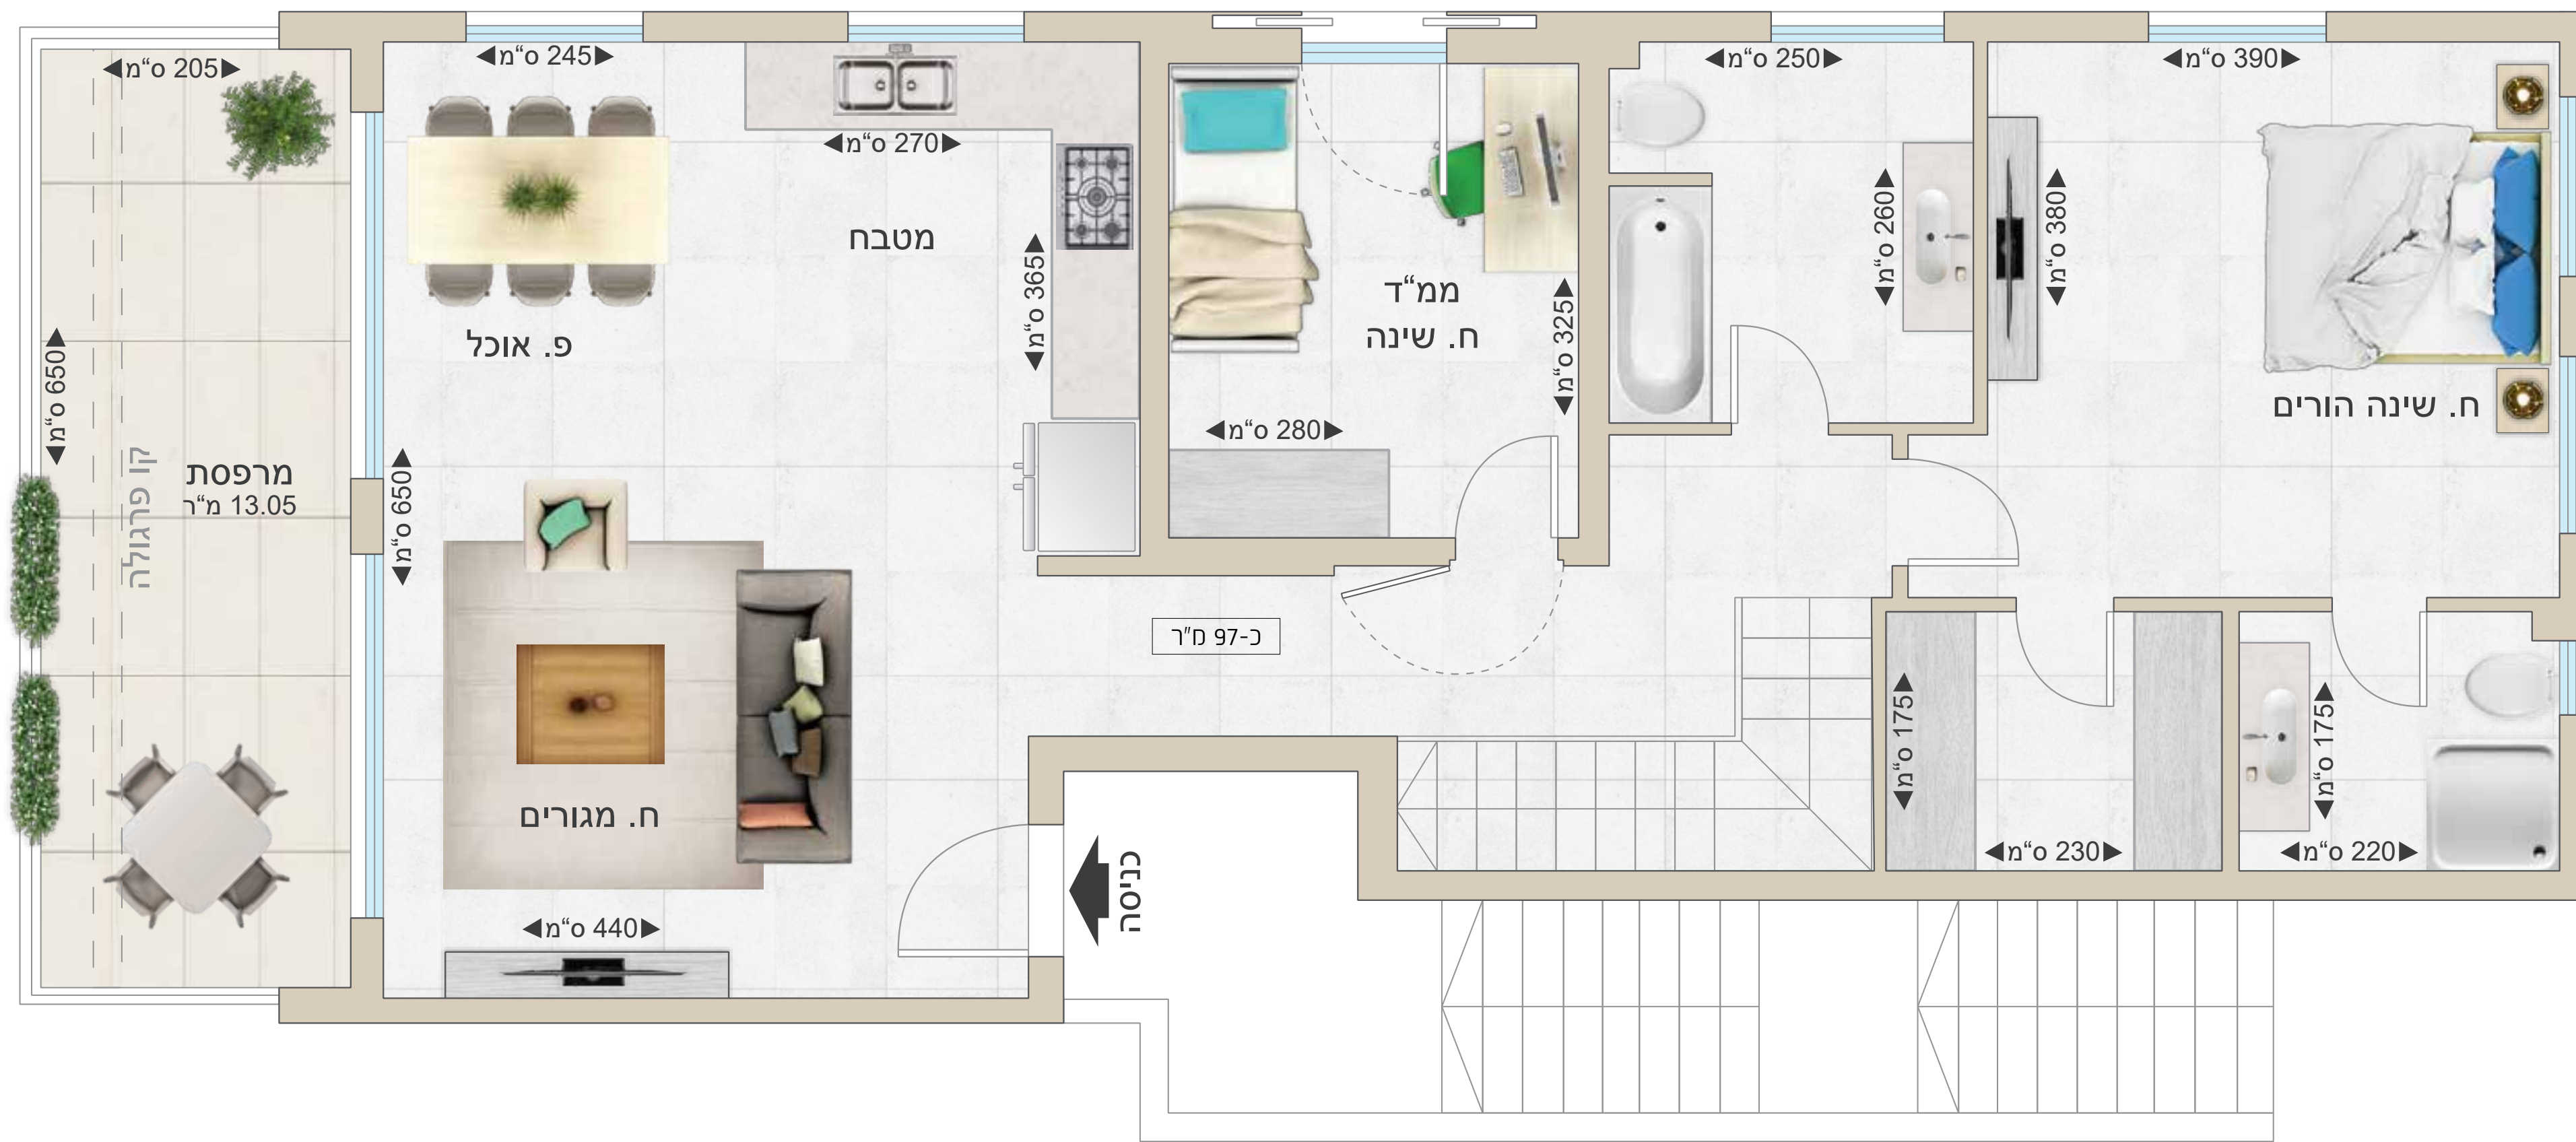 205 ס"מ
245 ס"מ
270 ס"מ
250 ס"מ
390 ס"מ
מטבח
365 ס"מ
פ. אוכל
ממ"ד
ח. שינה
325 ס"מ
260 ס"מ
380 ס"מ
ח. שינה הורים
650 ס"מ
מרפסת
13.05 מ"ר
קו פרגולה
650 ס"מ
280 ס"מ
כ-97 מ"ר
ח. מגורים
440 ס"מ
כניסה
175 ס"מ
230 ס"מ
175 ס"מ
220 ס"מ